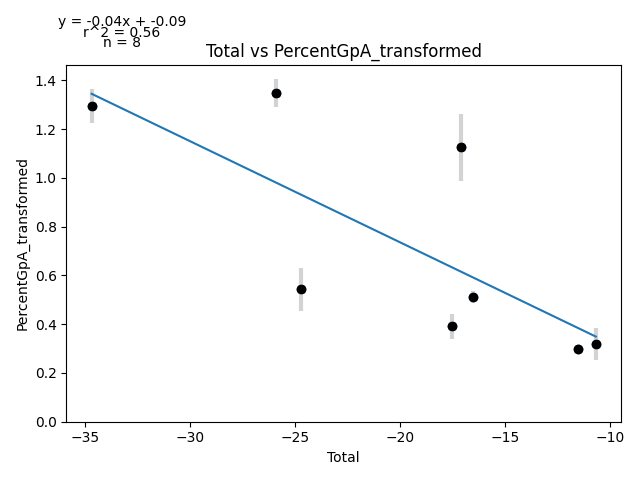 y = -0.04x + -0.09
r^2 = 0.56
n = 8
Total vs PercentGpA_transformed
PercentGpA_transformed
1.4
1.2
1.0
0.8
0.6
0.4
0.2
0.0
−35
−30
−25
−20
−15
−10
Total